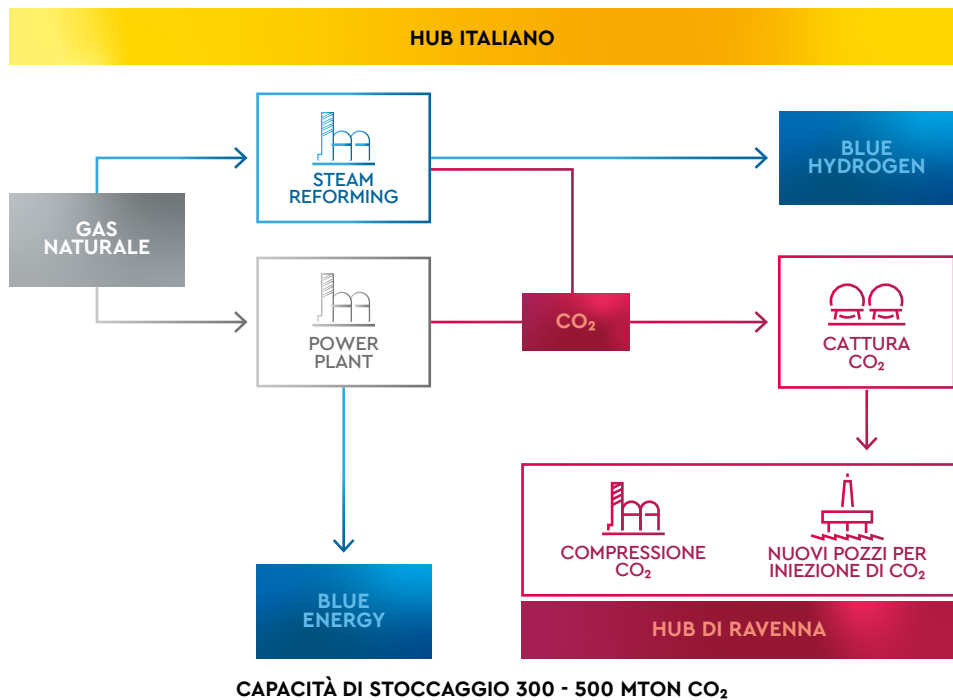 HUB ITALIANO
STEAM
REFORMING
BLUE
HYDROGEN
GAS
NATURALE
POWER
PLANT
CO₂
CATTURA
CO₂
COMPRESSIONE
CO₂
NUOVI POZZI PER
INIEZIONE DI CO₂
BLUE
ENERGY
HUB DI RAVENNA
CAPACITÀ DI STOCCAGGIO 300 - 500 MTON CO₂